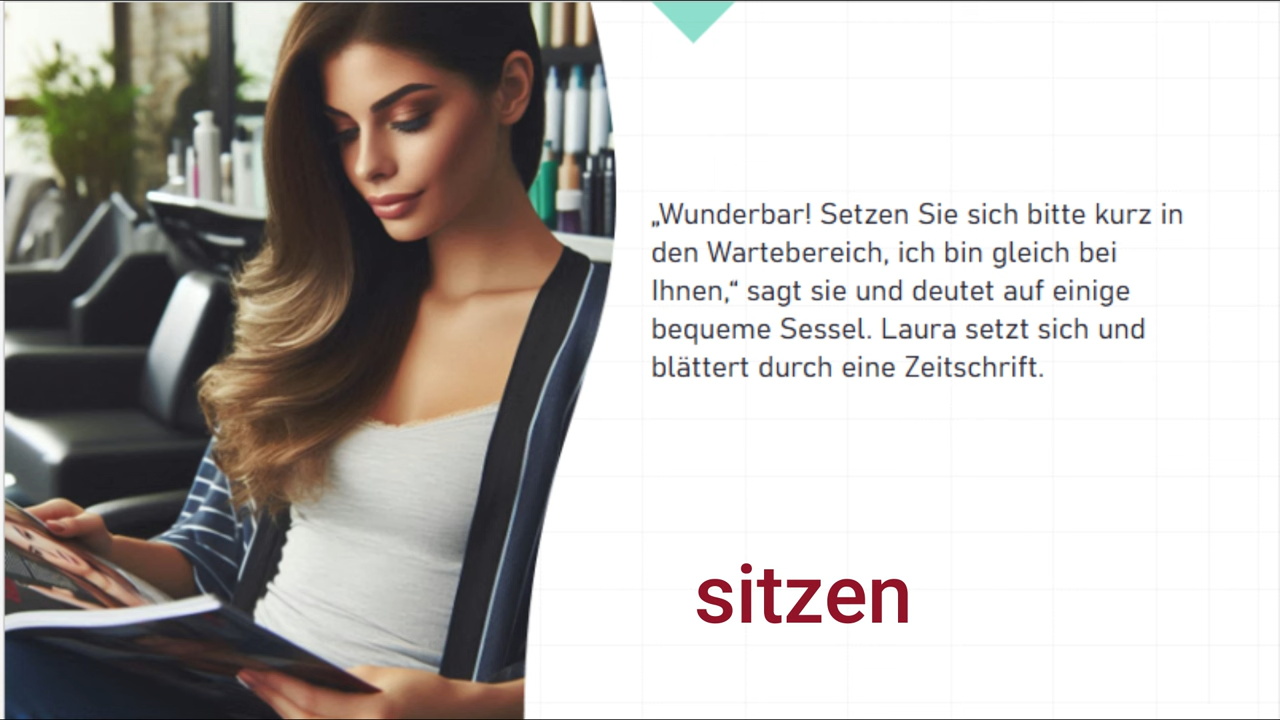 „Wunderbar! Setzen Sie sich bitte kurz in
den Wartebereich, ich bin gleich bei
Ihnen,“ sagt sie und deutet auf einige
bequeme Sessel. Laura setzt sich und
blättert durch eine Zeitschrift.
sitzen